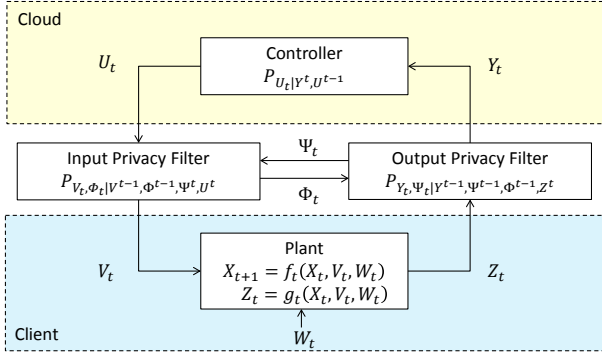 Cloud
Controller
P_{U_t|Y^t,U^{t-1}}
U_t
Y_t
Input Privacy Filter
P_{V_t,Φ_t|V^{t-1},Φ^{t-1},Ψ^t,U^t}
Ψ_t
Φ_t
Output Privacy Filter
P_{Y_t,Ψ_t|Y^{t-1},Ψ^{t-1},Φ^{t-1},Z^t}
Plant
X_{t+1} = f_t(X_t, V_t, W_t)
Z_t = g_t(X_t, V_t, W_t)
V_t
Z_t
W_t
Client